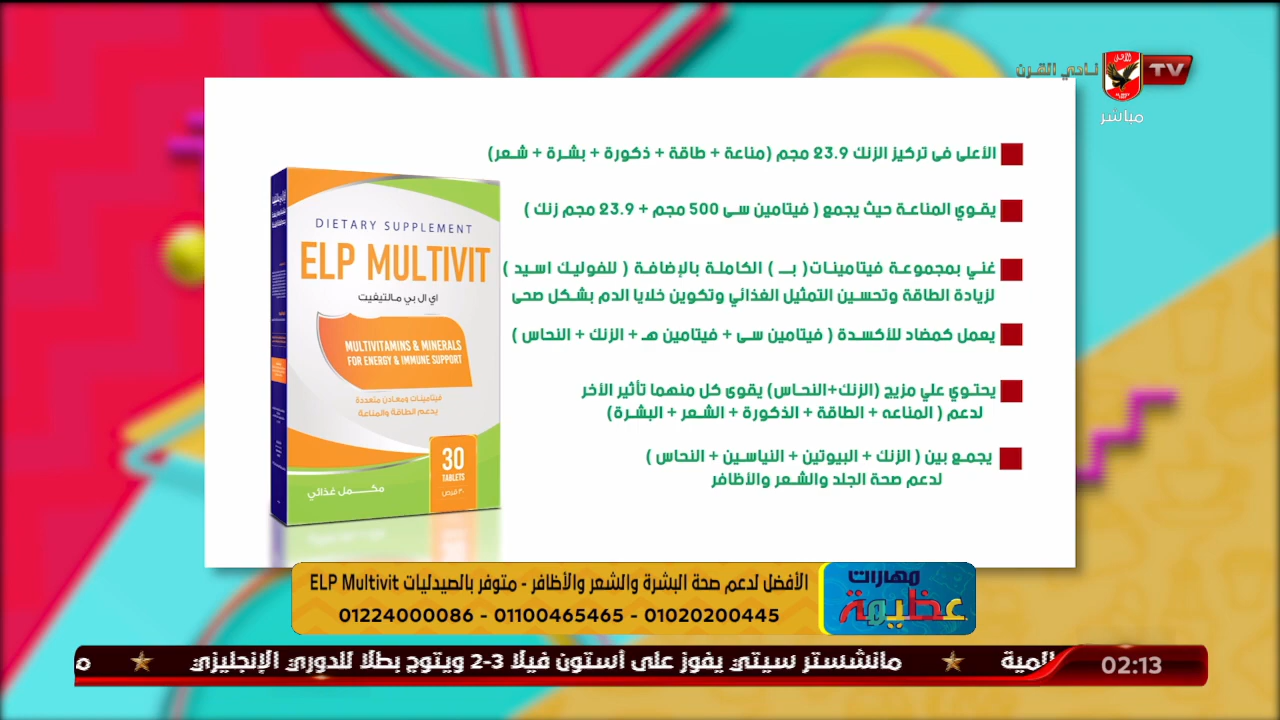 نادي القرن
TV
مباشر
الأعلى فى تركيز الزنك 23.9 مجم (مناعة + طاقة + ذكورة + بشرة + شعر)
يقوي المناعة حيث يجمع ( فيتامين سى 500 مجم + 23.9 مجم زنك )
غني بمجموعة فيتامينات( بـ ) الكاملة بالإضافة ( للفوليك اسيد )
لزيادة الطاقة وتحسين التمثيل الغذائي وتكوين خلايا الدم بشكل صحى
يعمل كمضاد للأكسدة ( فيتامين سى + فيتامين هـ + الزنك + النحاس )
يحتوي علي مزيج (الزنك+النحاس) يقوى كل منهما تأثير الأخر
لدعم ( المناعه + الطاقة + الذكورة + الشعر + البشرة)
يجمع بين ( الزنك + البيوتين + النياسين + النحاس )
لدعم صحة الجلد والشعر والأظافر
DIETARY SUPPLEMENT
ELP MULTIVIT
اي ال بي مالتيفيت
MULTIVITAMINS & MINERALS
FOR ENERGY & IMMUNE SUPPORT
فيتامينات ومعادن متعددة
يدعم الطاقة والمناعة
30
TABLETS
٣٠ قرص
مكمل غذائي
الأفضل لدعم صحة البشرة والشعر والأظافر - متوفر بالصيدليات ELP Multivit
01224000086 - 01100465465 - 01020200445
مهارات
عظيمة
المية ★ مانشستر سيتي يفوز على أستون فيلا 3-2 ويتوج بطلا للدوري الإنجليزي ★ م
02:13